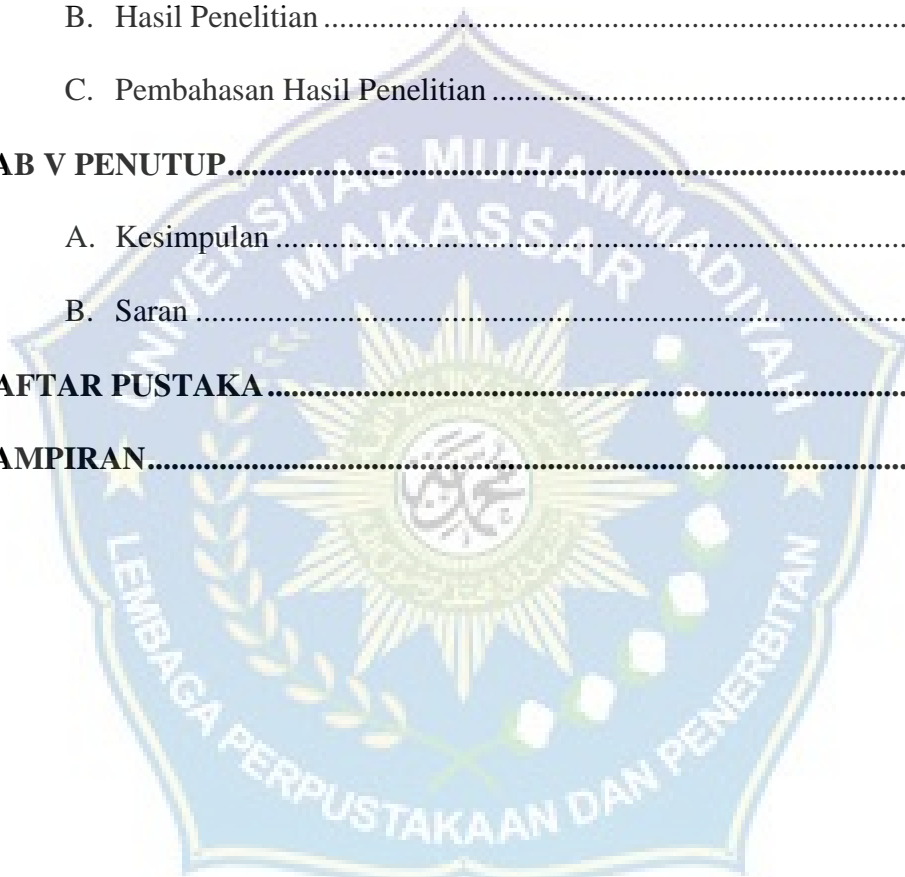 B. Hasil Penelitian ..........................................................................
C. Pembahasan Hasil Penelitian .....................................................
AB V PENUTUP.....................................................................................
A. Kesimpulan ................................................................................
B. Saran ..........................................................................................
AFTAR PUSTAKA ................................................................................
AMPIRAN...............................................................................................
UNIVERSITAS MUHAMMADIYAH
MAKASSAR
LEMBAGA PERPUSTAKAAN DAN PENERBITAN